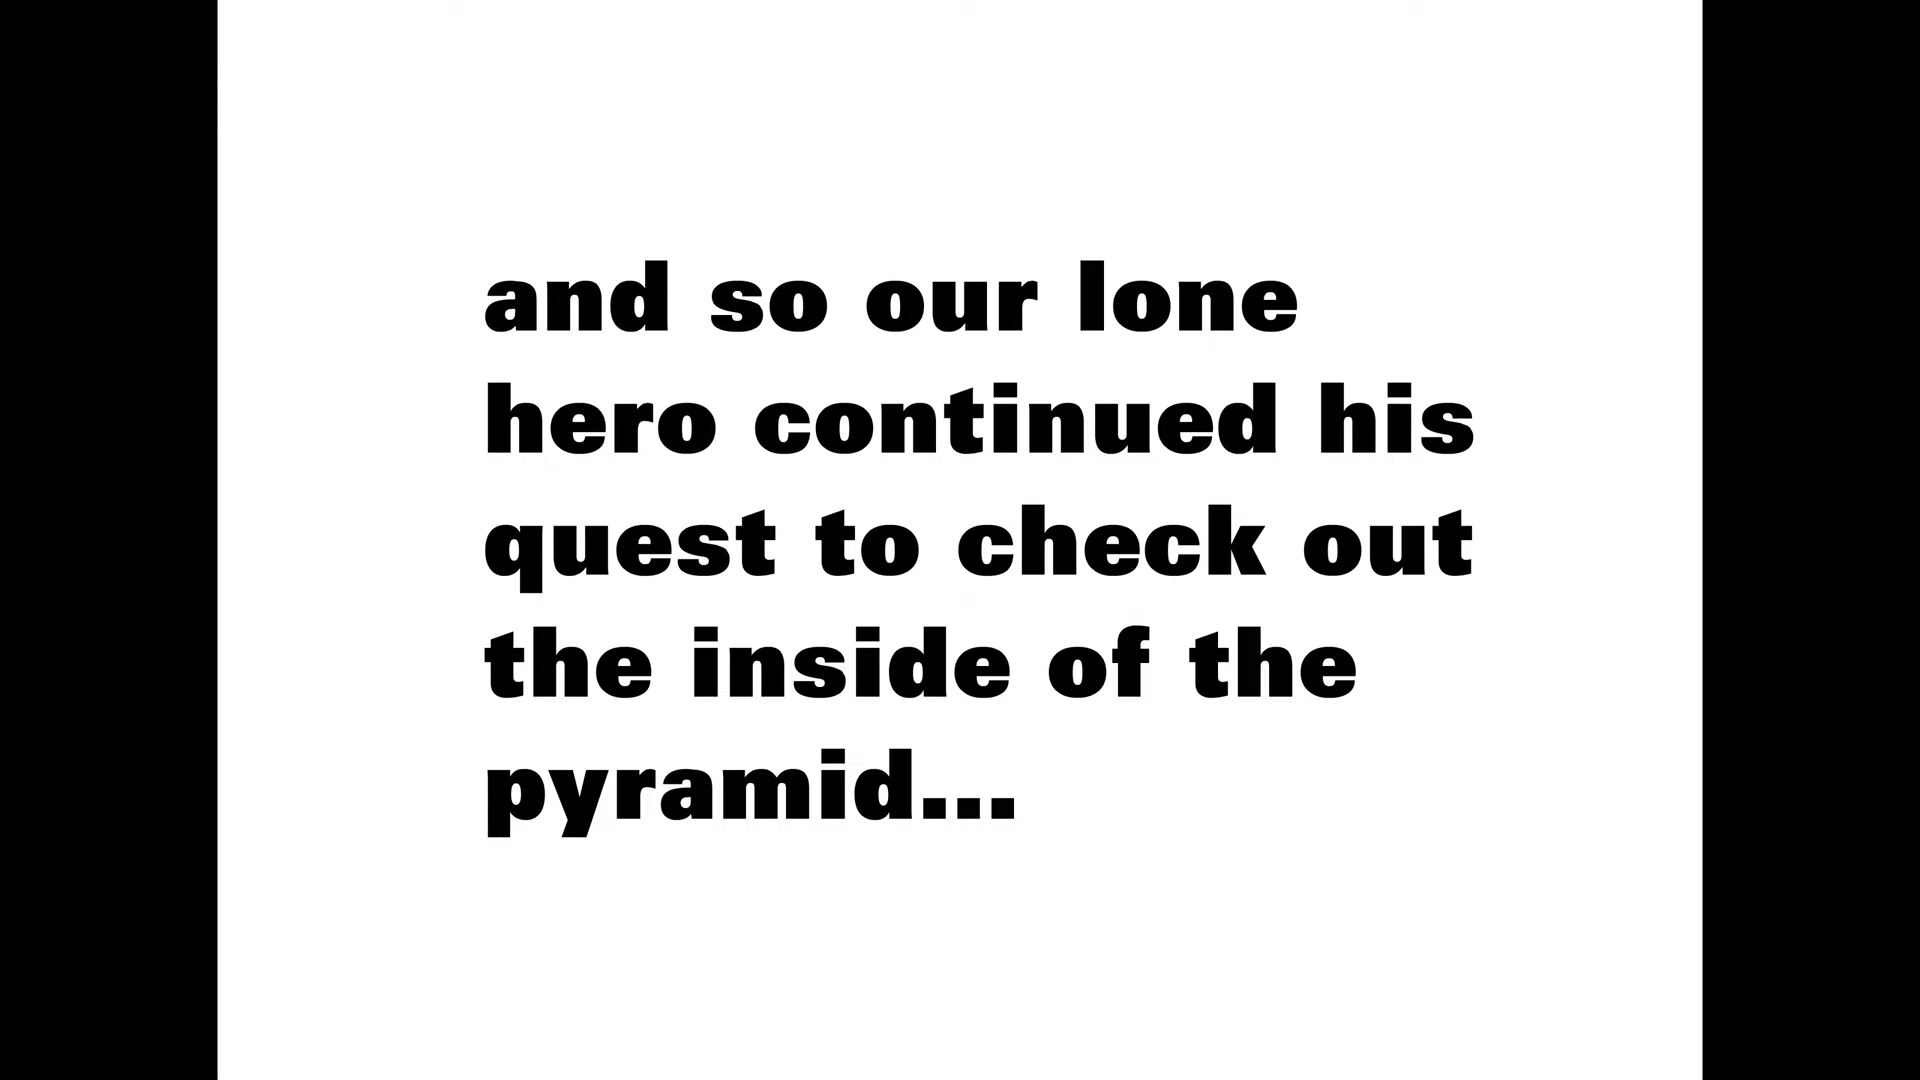 and so our lone
hero continued his
quest to check out
the inside of the
pyramid...